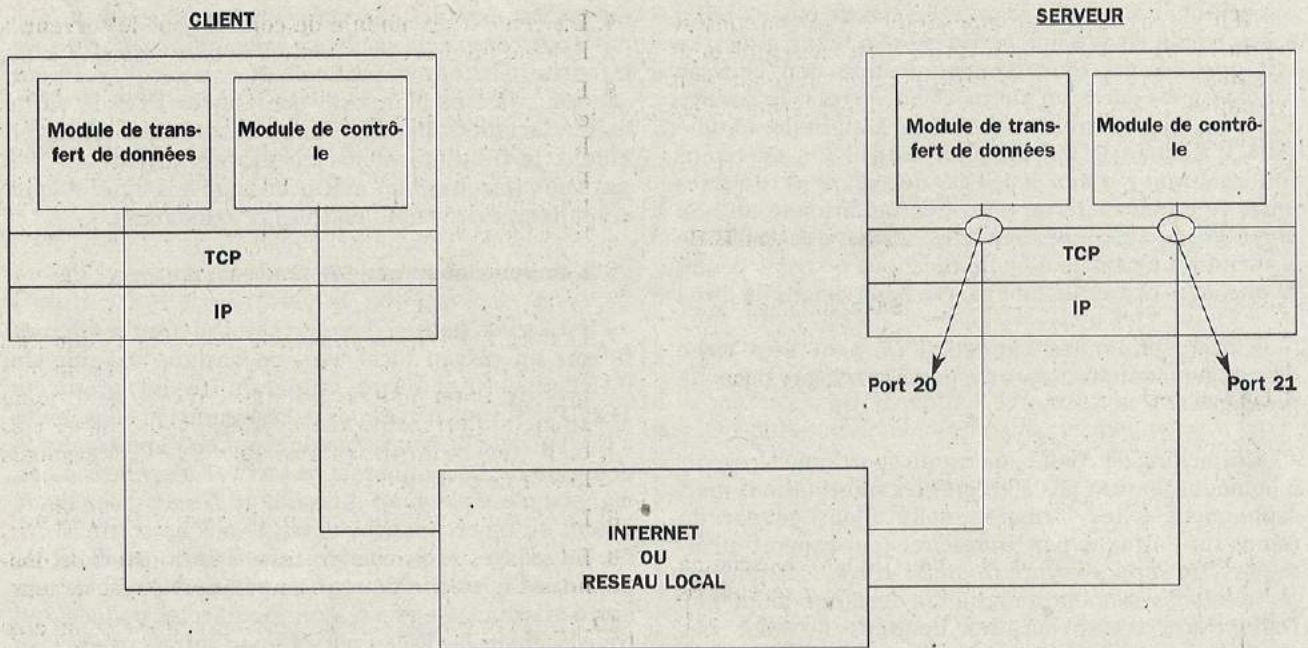 CLIENT
SERVEUR
Module de trans-
fert de données
Module de contrô-
le
TCP
IP
Module de trans-
fert de données
Module de contrô-
le
TCP
IP
Port 20
Port 21
INTERNET
OU
RESEAU LOCAL